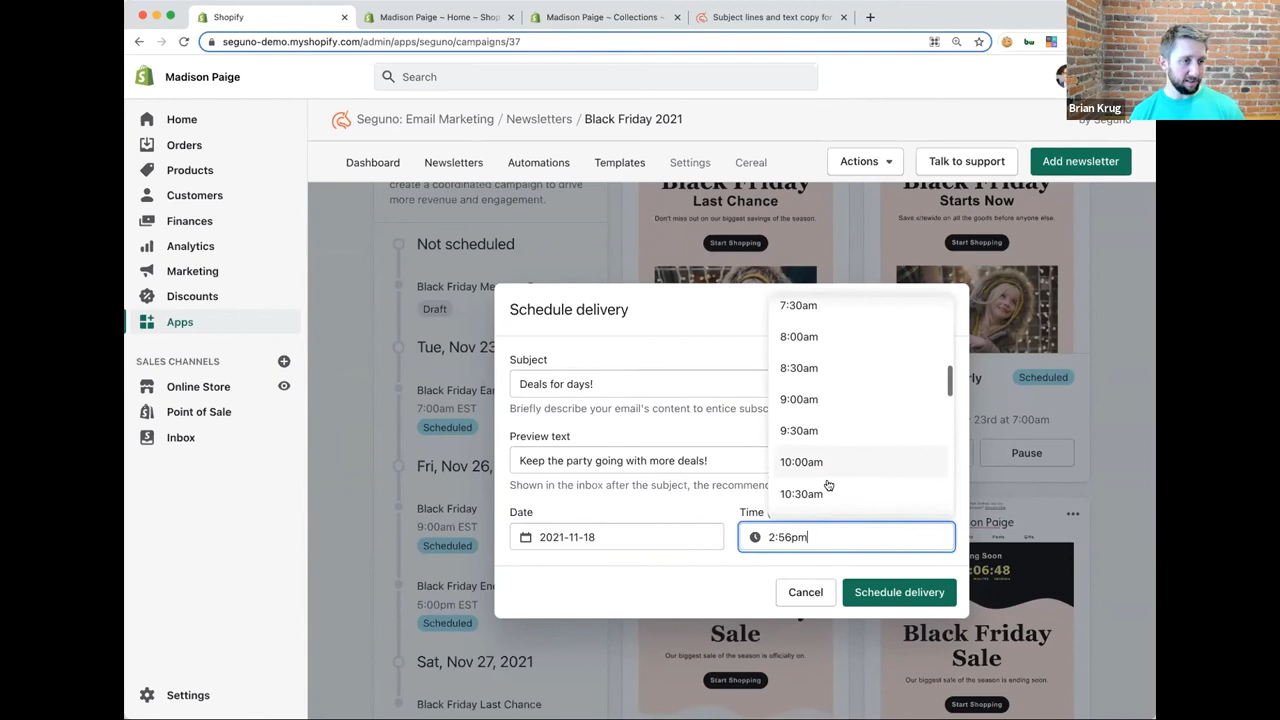 Shopify
Madison Paige ~ Home ~ Shop
Madison Paige ~ Collections ~
Subject lines and text copy for
seguno-demo.myshopify.com/admin/apps/seguno/campaigns/37
Brian Krug
Madison Paige
Search
Home
Orders
Products
Customers
Finances
Analytics
Marketing
Discounts
Apps
SALES CHANNELS
Online Store
Point of Sale
Inbox
Settings
Marketing / Newsletters / Black Friday 2021
by Seguno
Dashboard
Newsletters
Automations
Templates
Settings
Cereal
Actions
Talk to support
Add newsletter
create a coordinated campaign to drive
more revenue and engagement.
Not scheduled
Draft
Tue, Nov 23
7:00am EST
Scheduled
Fri, Nov 26,
Black Friday
9:00am EST
Scheduled
5:00pm EST
Scheduled
Sat, Nov 27, 2021
Black Friday Last Chance
Black Friday
Last Chance
Don't miss out on our biggest savings of the season.
Start Shopping
Black Friday
Starts Now
Save sitewide on all the goods before anyone else.
Start Shopping
Scheduled
23rd at 7:00am
Pause
Paige
Soon
:06:48
Sale
Our biggest sale of the season is officially on.
Start Shopping
Black Friday
Sale
Our biggest sale of the season is ending soon.
Start Shopping
Schedule delivery
Subject
Deals for days!
Briefly describe your email's content to entice
Preview text
Keep the party going with more deals!
Shown in the inbox after the subject, the
Date
2021-11-18
Time
2:56pm
7:30am
8:00am
8:30am
9:00am
9:30am
10:00am
10:30am
Cancel
Schedule delivery